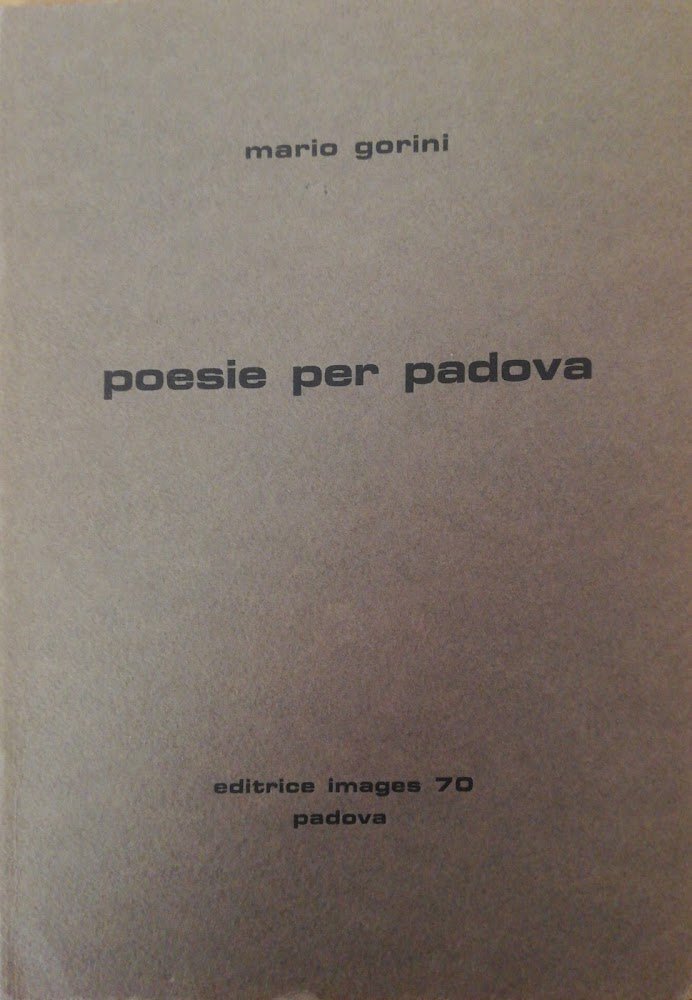 mario gorini
poesie per padova
editrice images 70
padova